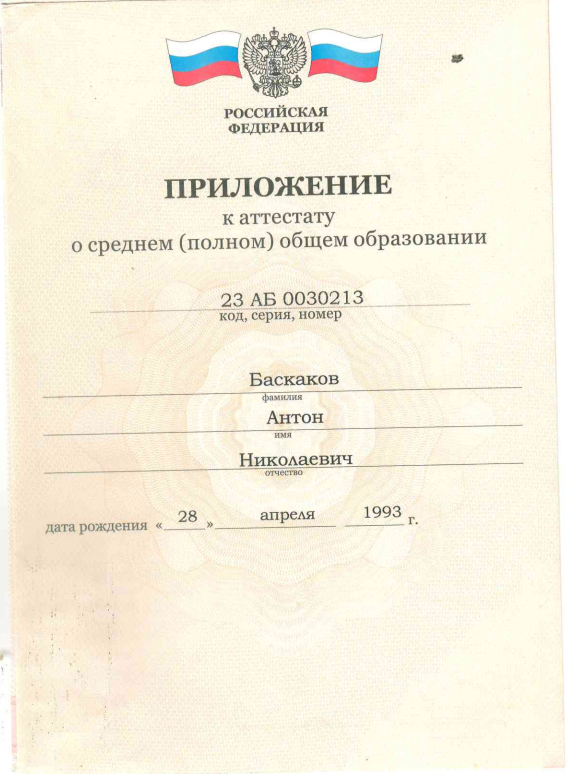 РОССИЙСКАЯ
ФЕДЕРАЦИЯ
ПРИЛОЖЕНИЕ
к аттестату
о среднем (полном) общем образовании
23 АБ 0030213
код, серия, номер
Баскаков
фамилия
Антон
имя
Николаевич
отчество
дата рождения « 28 » апреля 1993 г.